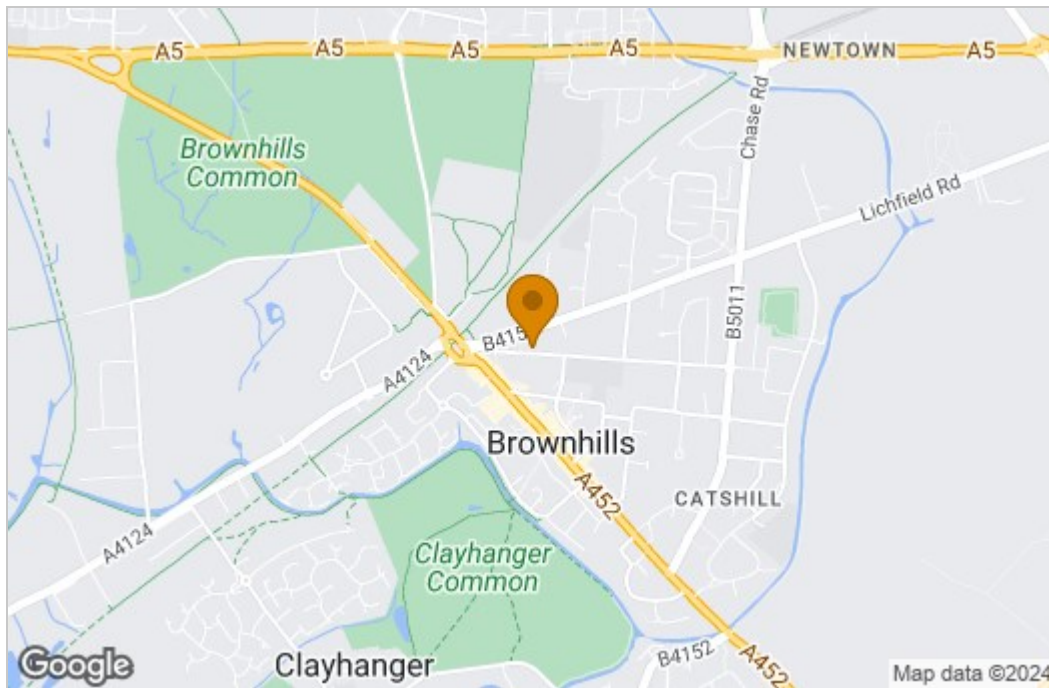 A5
A5
A5
A5
NEWTOWN
A5
Chase Rd
Brownhills
Common
Lichfield Rd
B5011
B415
A4124
Brownhills
A452
CATSHILL
A4124
Clayhanger
Common
B4152
A452
Clayhanger
Google
Map data ©2024